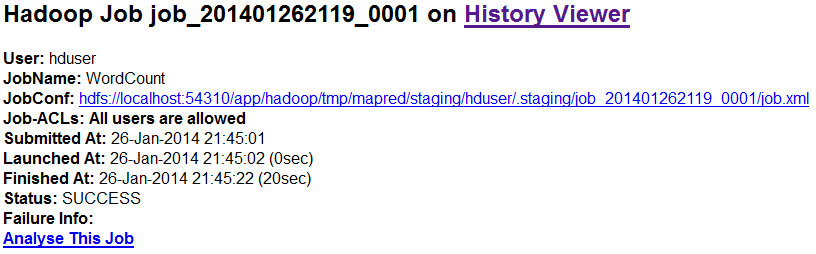 Hadoop Job job_201401262119_0001 on History Viewer
User: hduser
JobName: WordCount
JobConf: hdfs://localhost:54310/app/hadoop/tmp/mapred/staging/hduser/.staging/job_201401262119_0001/job.xml
Job-ACLs: All users are allowed
Submitted At: 26-Jan-2014 21:45:01
Launched At: 26-Jan-2014 21:45:02 (0sec)
Finished At: 26-Jan-2014 21:45:22 (20sec)
Status: SUCCESS
Failure Info:
Analyse This Job